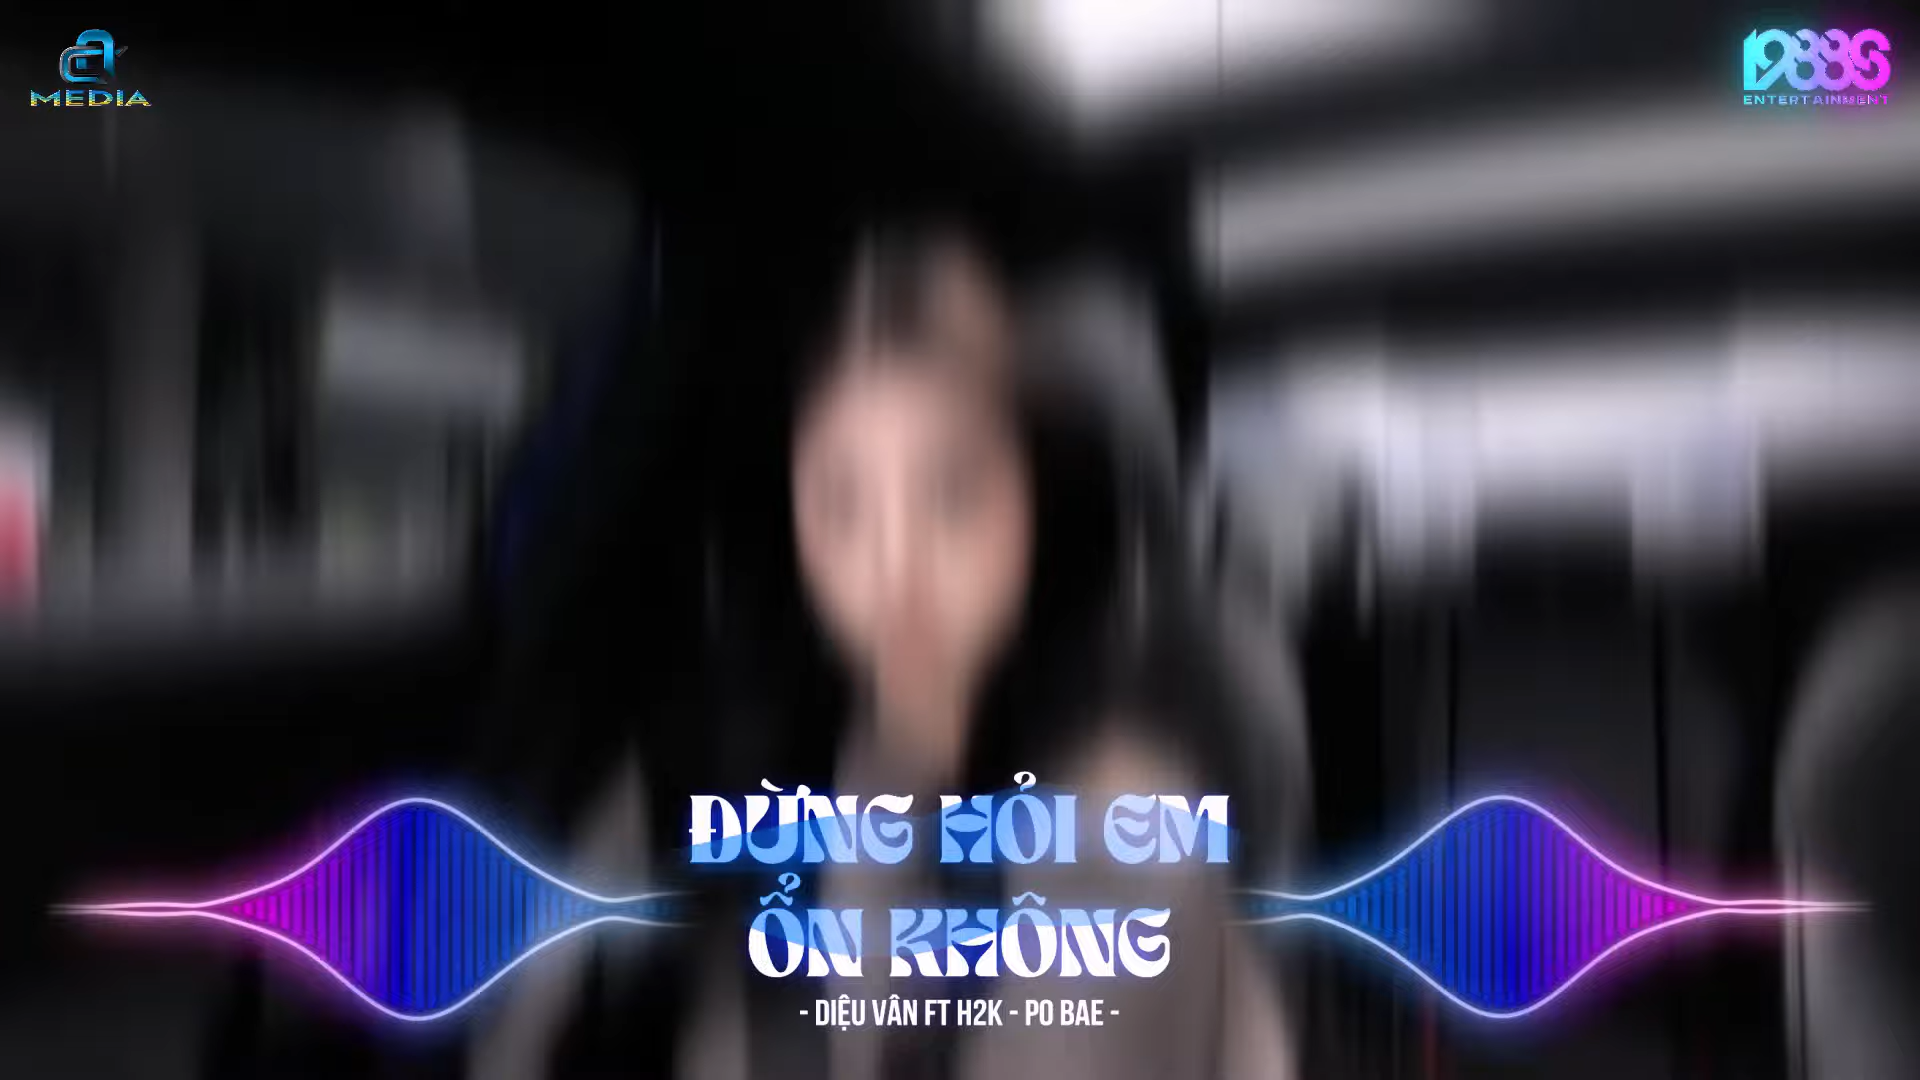 MEDIA
1988S
ENTERTAINMENT
ĐỪNG HỎI EM
ỔN KHÔNG
- DIỆU VÂN FT H2K - PO BAE -